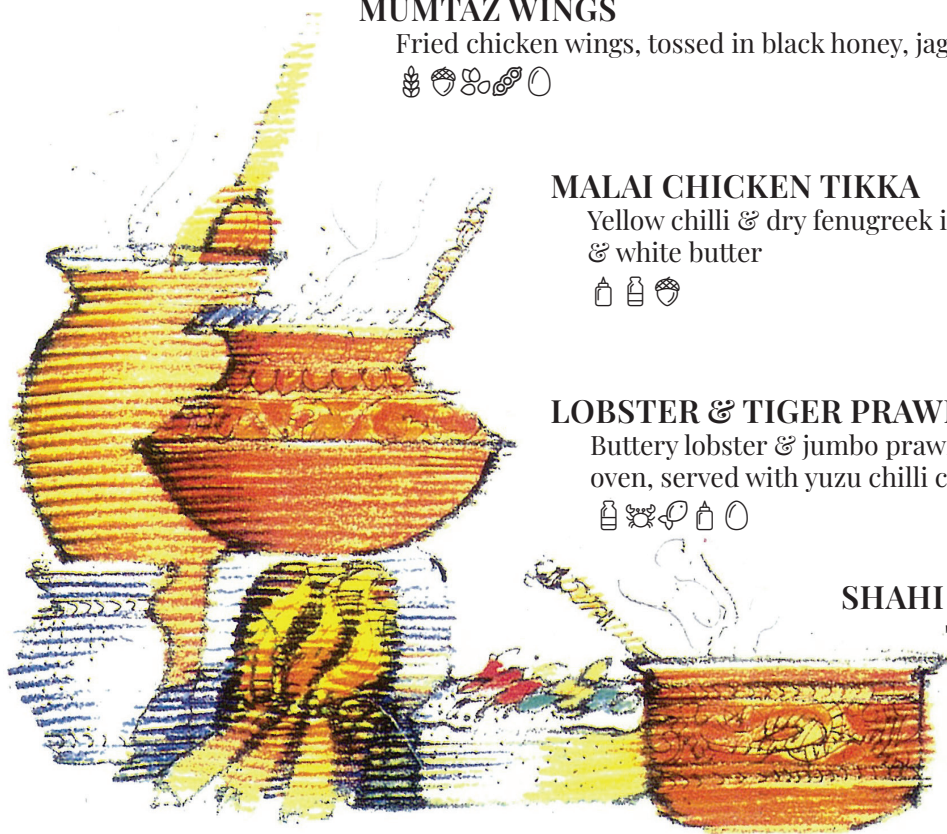 MUMTAZ WINGS
Fried chicken wings, tossed in black honey, jag
MALAI CHICKEN TIKKA
Yellow chilli & dry fenugreek i
& white butter
LOBSTER & TIGER PRAW
Buttery lobster & jumbo praw
oven, served with yuzu chilli c
SHAHI